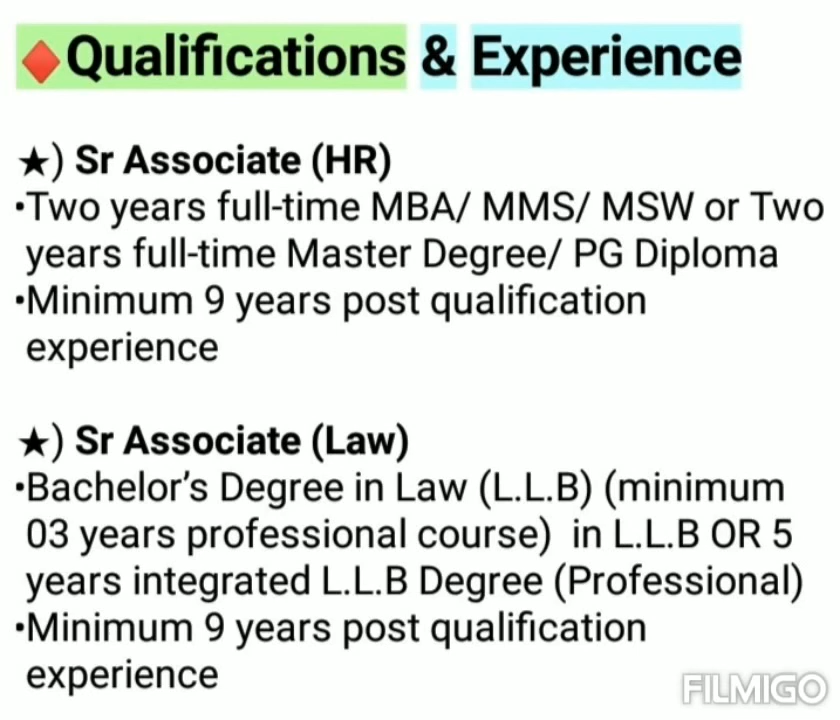 ♦Qualifications & Experience
★) Sr Associate (HR)
•Two years full-time MBA/ MMS/ MSW or Two
years full-time Master Degree/ PG Diploma
•Minimum 9 years post qualification
experience
★) Sr Associate (Law)
•Bachelor’s Degree in Law (L.L.B) (minimum
03 years professional course)  in L.L.B OR 5
years integrated L.L.B Degree (Professional)
•Minimum 9 years post qualification
experience
FILMIGO